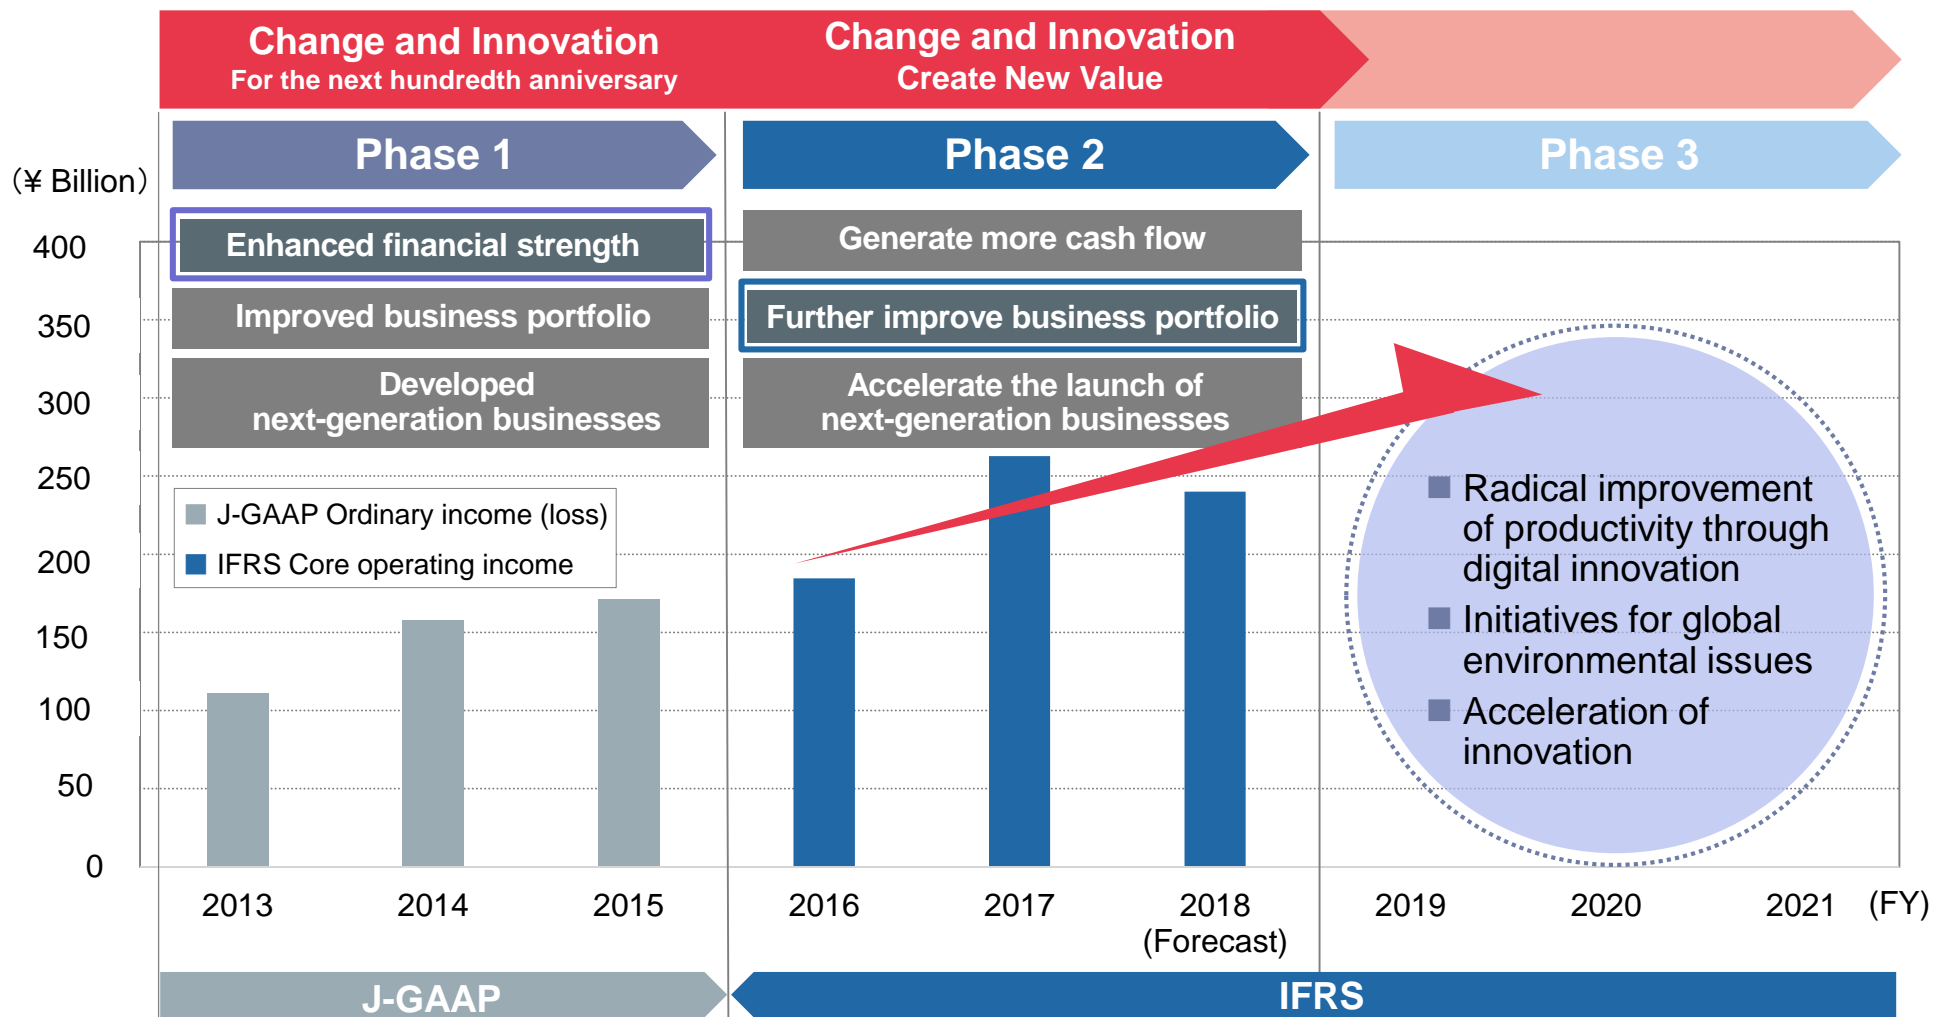 Change and Innovation
For the next hundredth anniversary
Change and Innovation
Create New Value
Phase 1
Phase 2
Phase 3
(¥ Billion)
Enhanced financial strength
Improved business portfolio
Developed
next-generation businesses
Generate more cash flow
Further improve business portfolio
Accelerate the launch of
next-generation businesses
400
350
300
250
200
150
100
50
0
J-GAAP Ordinary income (loss)
IFRS Core operating income
Radical improvement
of productivity through
digital innovation
Initiatives for global
environmental issues
Acceleration of
innovation
2013
2014
2015
2016
2017
2018
(Forecast)
2019
2020
2021
(FY)
J-GAAP
IFRS